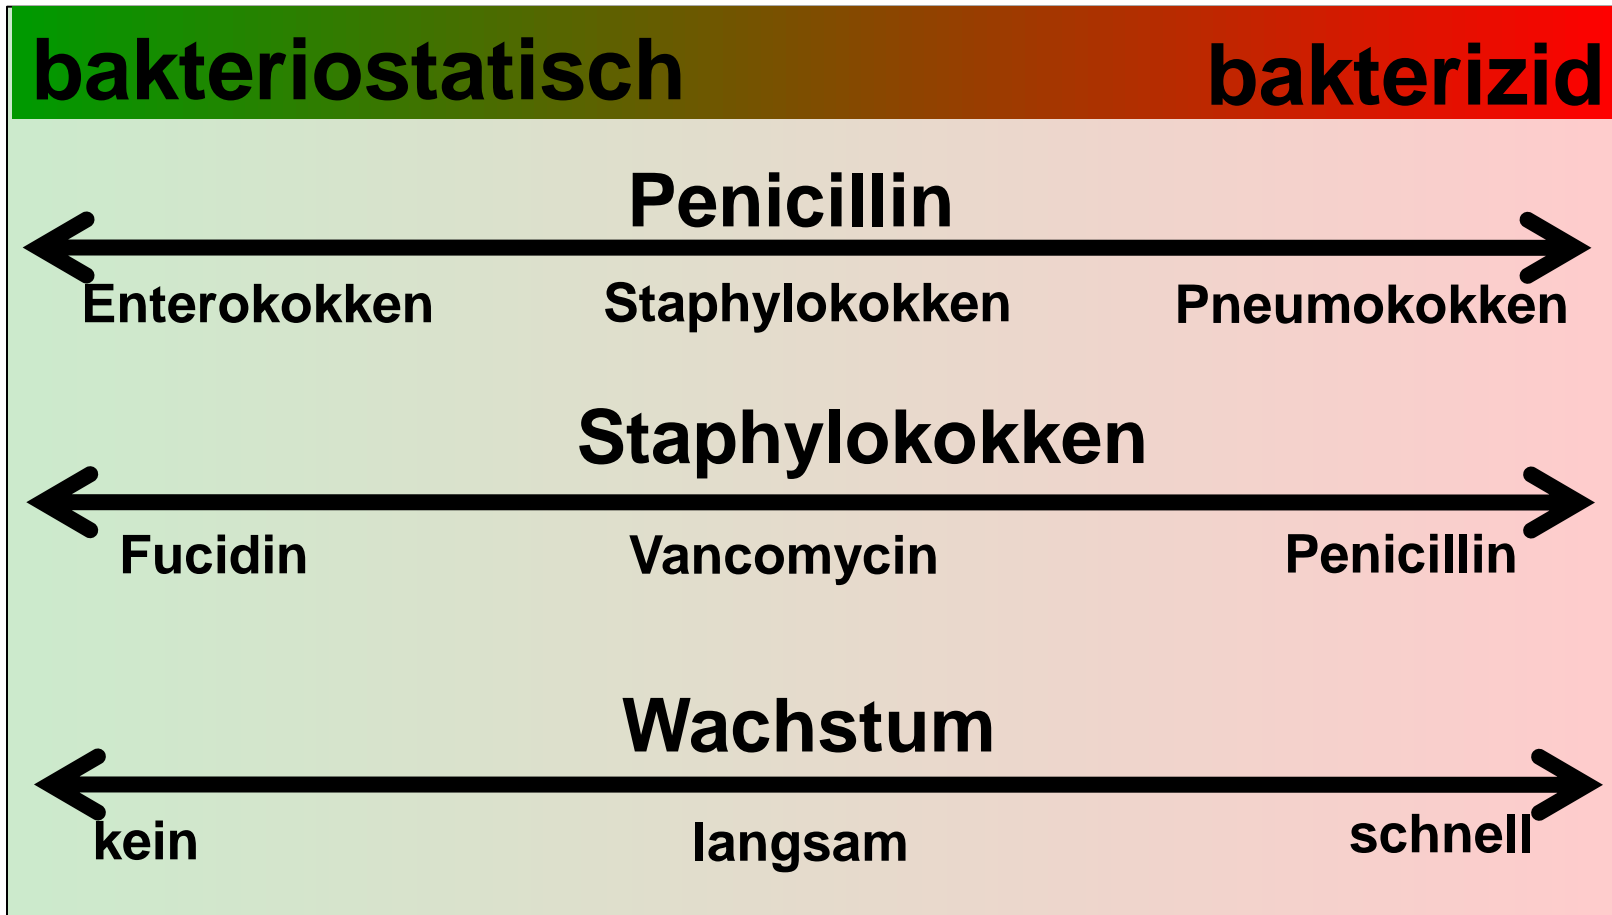 bakteriostatisch bakterizid
Penicillin
Enterokokken Staphylokokken Pneumokokken
Staphylokokken
Fucidin Vancomycin Penicillin
Wachstum
kein langsam schnell